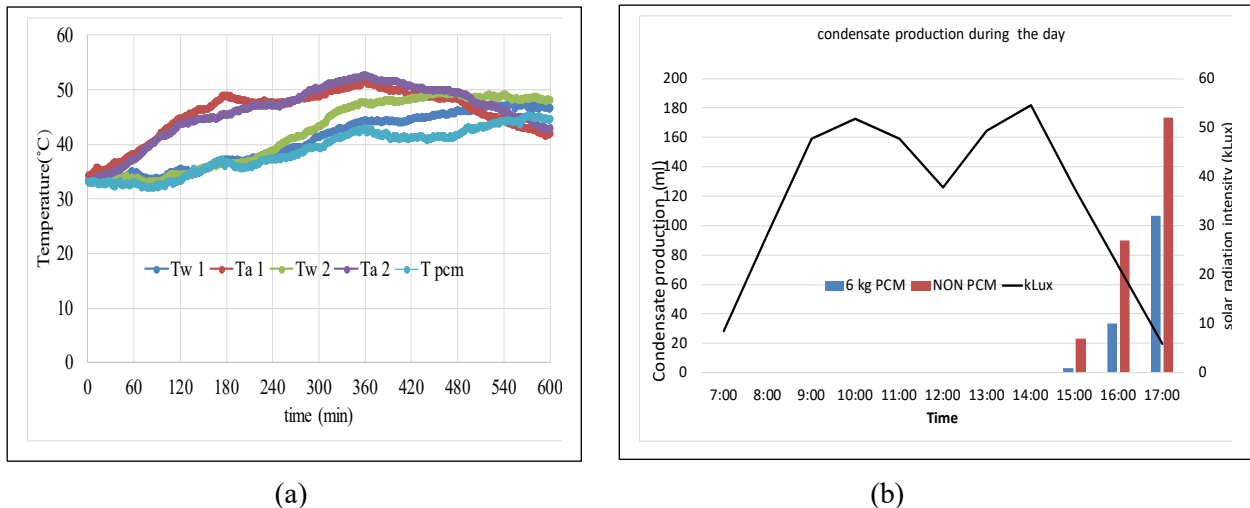 60
50
40
30
20
10
0
Temperature(°C)
Tw 1 Ta 1 Tw 2 Ta 2 T pcm
0 60 120 180 240 300 360 420 480 540 600
time (min)
(a)
condensate production during the day
200
180
160
140
120
100
80
60
40
20
0
Condensate production (ml)
60
50
40
30
20
10
0
solar radiation intensity (kLux)
6 kg PCM NON PCM kLux
7:00 8:00 9:00 10:00 11:00 12:00 13:00 14:00 15:00 16:00 17:00
Time
(b)